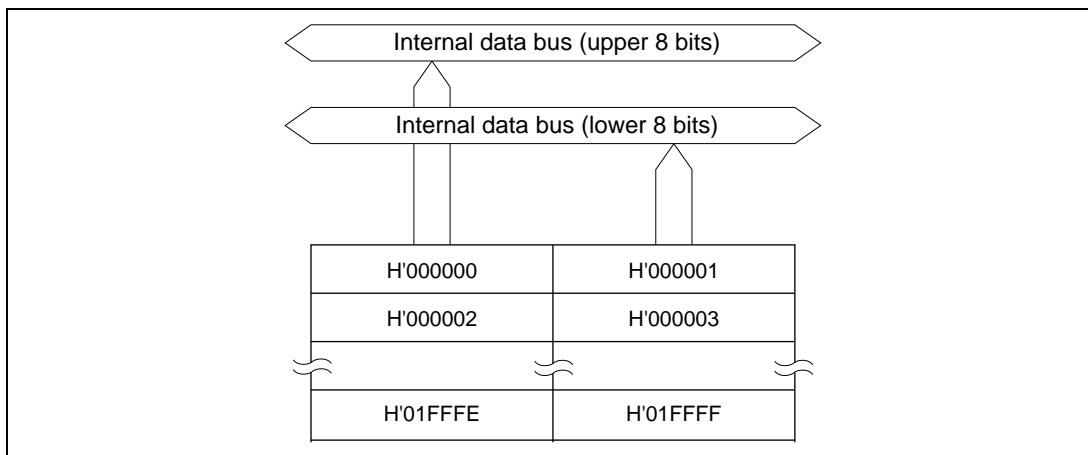 Internal data bus (upper 8 bits)
Internal data bus (lower 8 bits)
H'000000 H'000001
H'000002 H'000003
H'01FFFE H'01FFFF